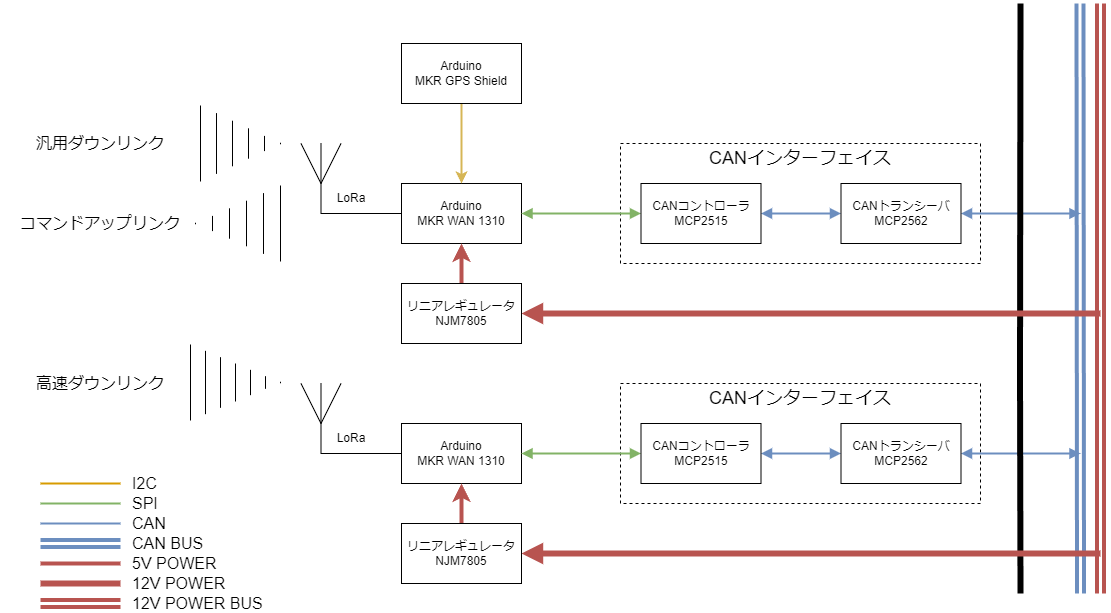 Arduino
MKR GPS Shield
汎用ダウンリンク
CANインターフェイス
LoRa
Arduino
MKR WAN 1310
CANコントローラ
MCP2515
CANトランシーバ
MCP2562
コマンドアップリンク
リニアレギュレータ
NJM7805
高速ダウンリンク
CANインターフェイス
LoRa
Arduino
MKR WAN 1310
CANコントローラ
MCP2515
CANトランシーバ
MCP2562
リニアレギュレータ
NJM7805
I2C
SPI
CAN
CAN BUS
5V POWER
12V POWER
12V POWER BUS